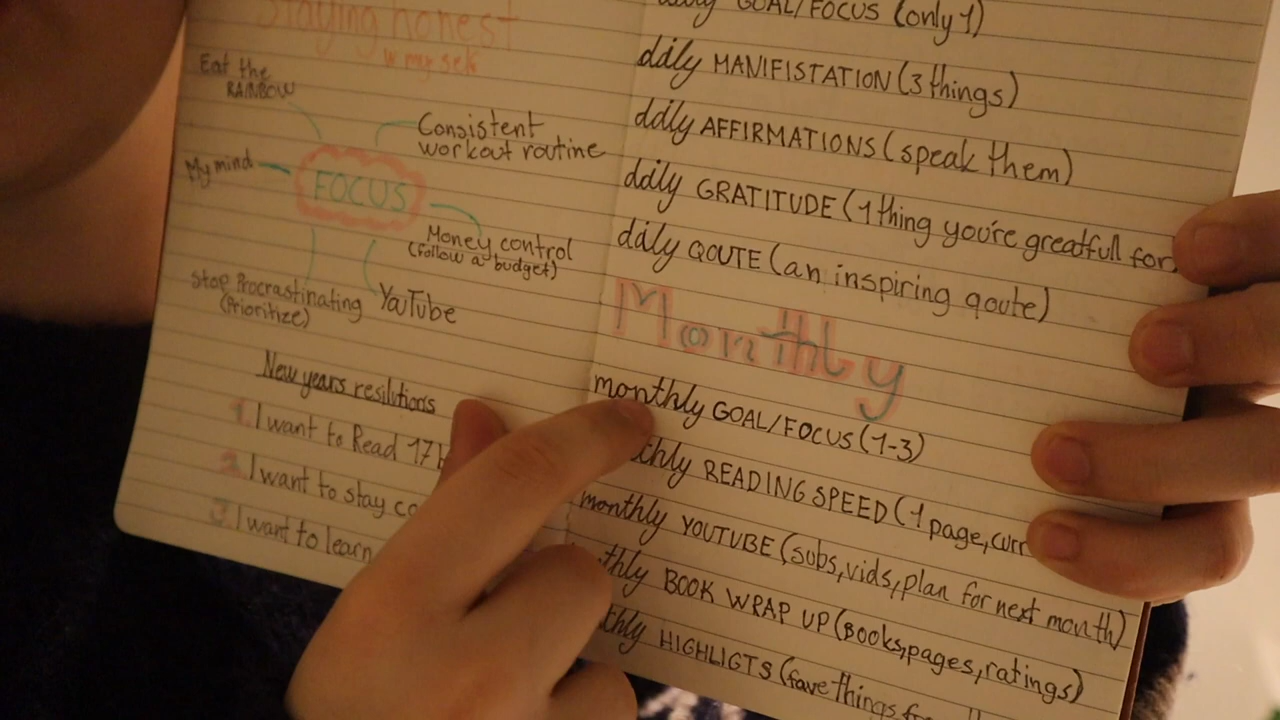 Staying honest
w my self
Eat the
RAINBOW
Consistent
workout routine
My mind
FOCUS
Money control
(follow a budget)
Stop Procrastinating
(Prioritize)
YouTube
New years resilutions
1. I want to Read 17
2. I want to stay
3. I want to learn
GOAL/FOCUS (only 1)
daily MANIFISTATION (3 things)
daily AFFIRMATIONS (speak them)
daily GRATITUDE (1 thing you're greatfull for)
daily QOUTE (an inspiring qoute)
Monthly
monthly GOAL/FOCUS (1-3)
READING SPEED (1 page,
monthly YOUTUBE (subs, vids, plan for next month)
BOOK WRAP UP (Books, pages, ratings)
HIGHLIGTS (fave things